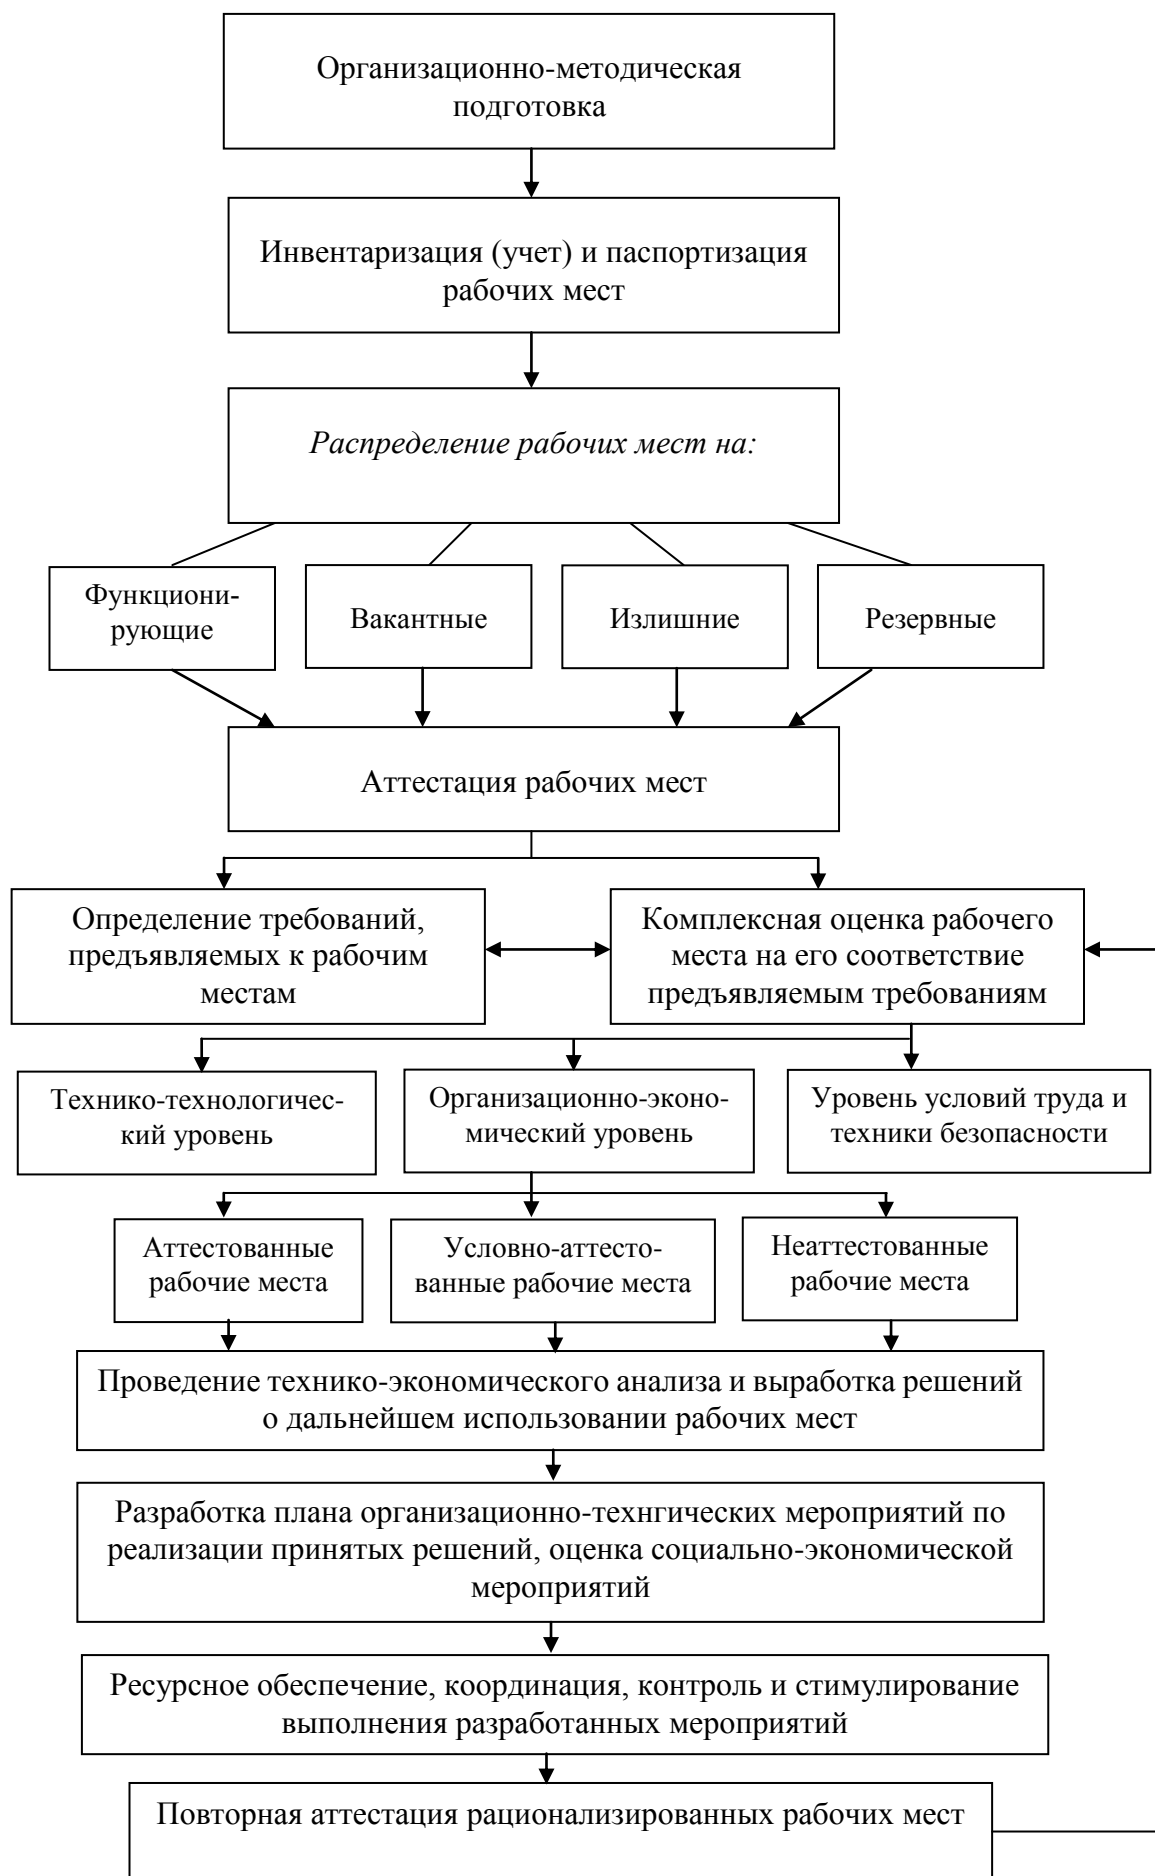 Организационно-методическая
подготовка
Инвентаризация (учет) и паспортизация
рабочих мест
Распределение рабочих мест на:
Функциони-
рующие
Вакантные
Излишние
Резервные
Аттестация рабочих мест
Определение требований,
предъявляемых к рабочим
местам
Комплексная оценка рабочего
места на его соответствие
предъявляемым требованиям
Технико-технологичес-
кий уровень
Организационно-эконо-
мический уровень
Уровень условий труда и
техники безопасности
Аттестованные
рабочие места
Условно-аттесто-
ванные рабочие места
Неаттестованные
рабочие места
Проведение технико-экономического анализа и выработка решений
о дальнейшем использовании рабочих мест
Разработка плана организационно-технгических мероприятий по
реализации принятых решений, оценка социально-экономической
мероприятий
Ресурсное обеспечение, координация, контроль и стимулирование
выполнения разработанных мероприятий
Повторная аттестация рационализированных рабочих мест